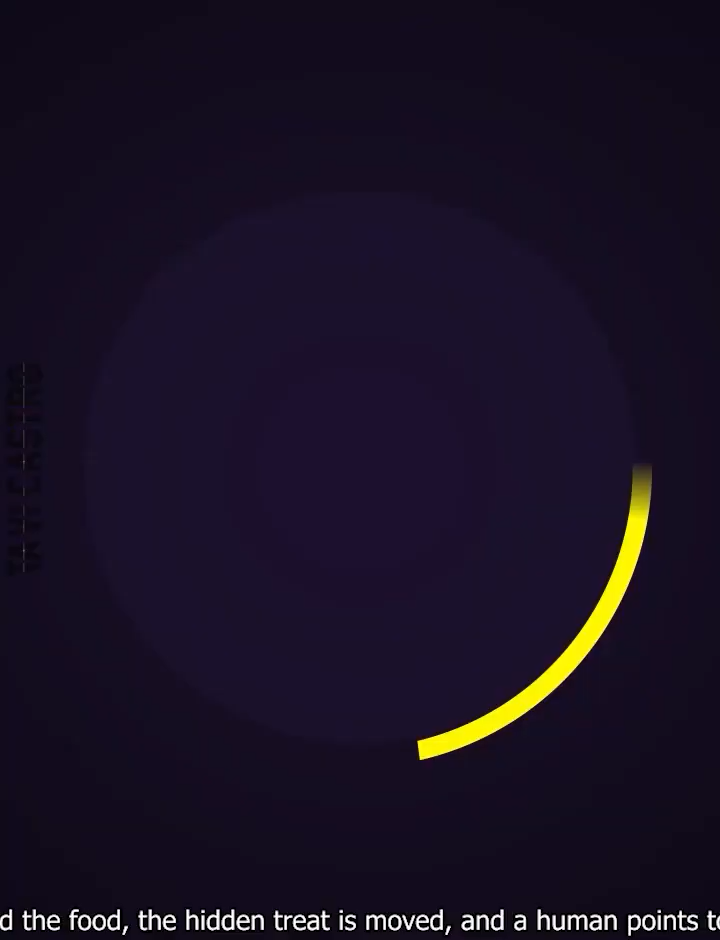 d the food, the hidden treat is moved, and a human points to